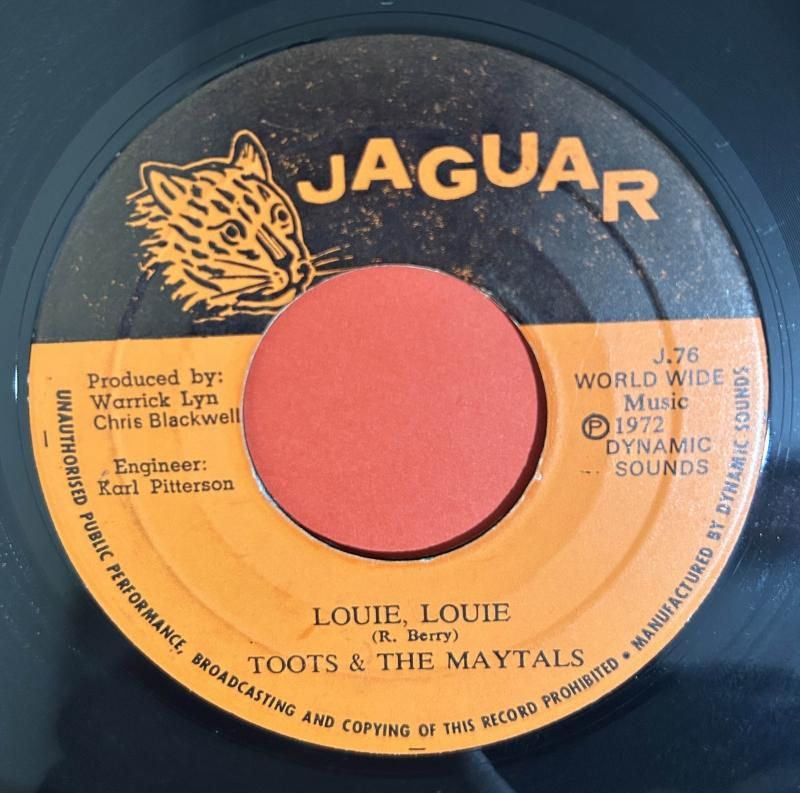 JAGUAR
Produced by:
Warrick Lyn
Chris Blackwell
Engineer:
Karl Pitterson
J.76
WORLD WIDE
Music
℗ 1972
DYNAMIC
SOUNDS
LOUIE, LOUIE
(R. Berry)
TOOTS & THE MAYTALS
UNAUTHORISED PUBLIC PERFORMANCE, BROADCASTING AND COPYING OF THIS RECORD PROHIBITED • MANUFACTURED BY DYNAMIC SOUNDS